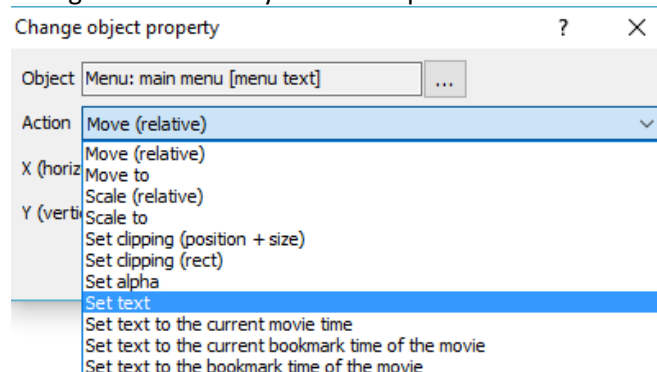 Change object property ?
Object Menu: main menu [menu text] ...
Action Move (relative)
Move (relative)
X (horiz
Move to
Scale (relative)
Y (verti
Scale to
Set clipping (position + size)
Set clipping (rect)
Set alpha
Set text
Set text to the current movie time
Set text to the current bookmark time of the movie
Set text to the bookmark time of the movie